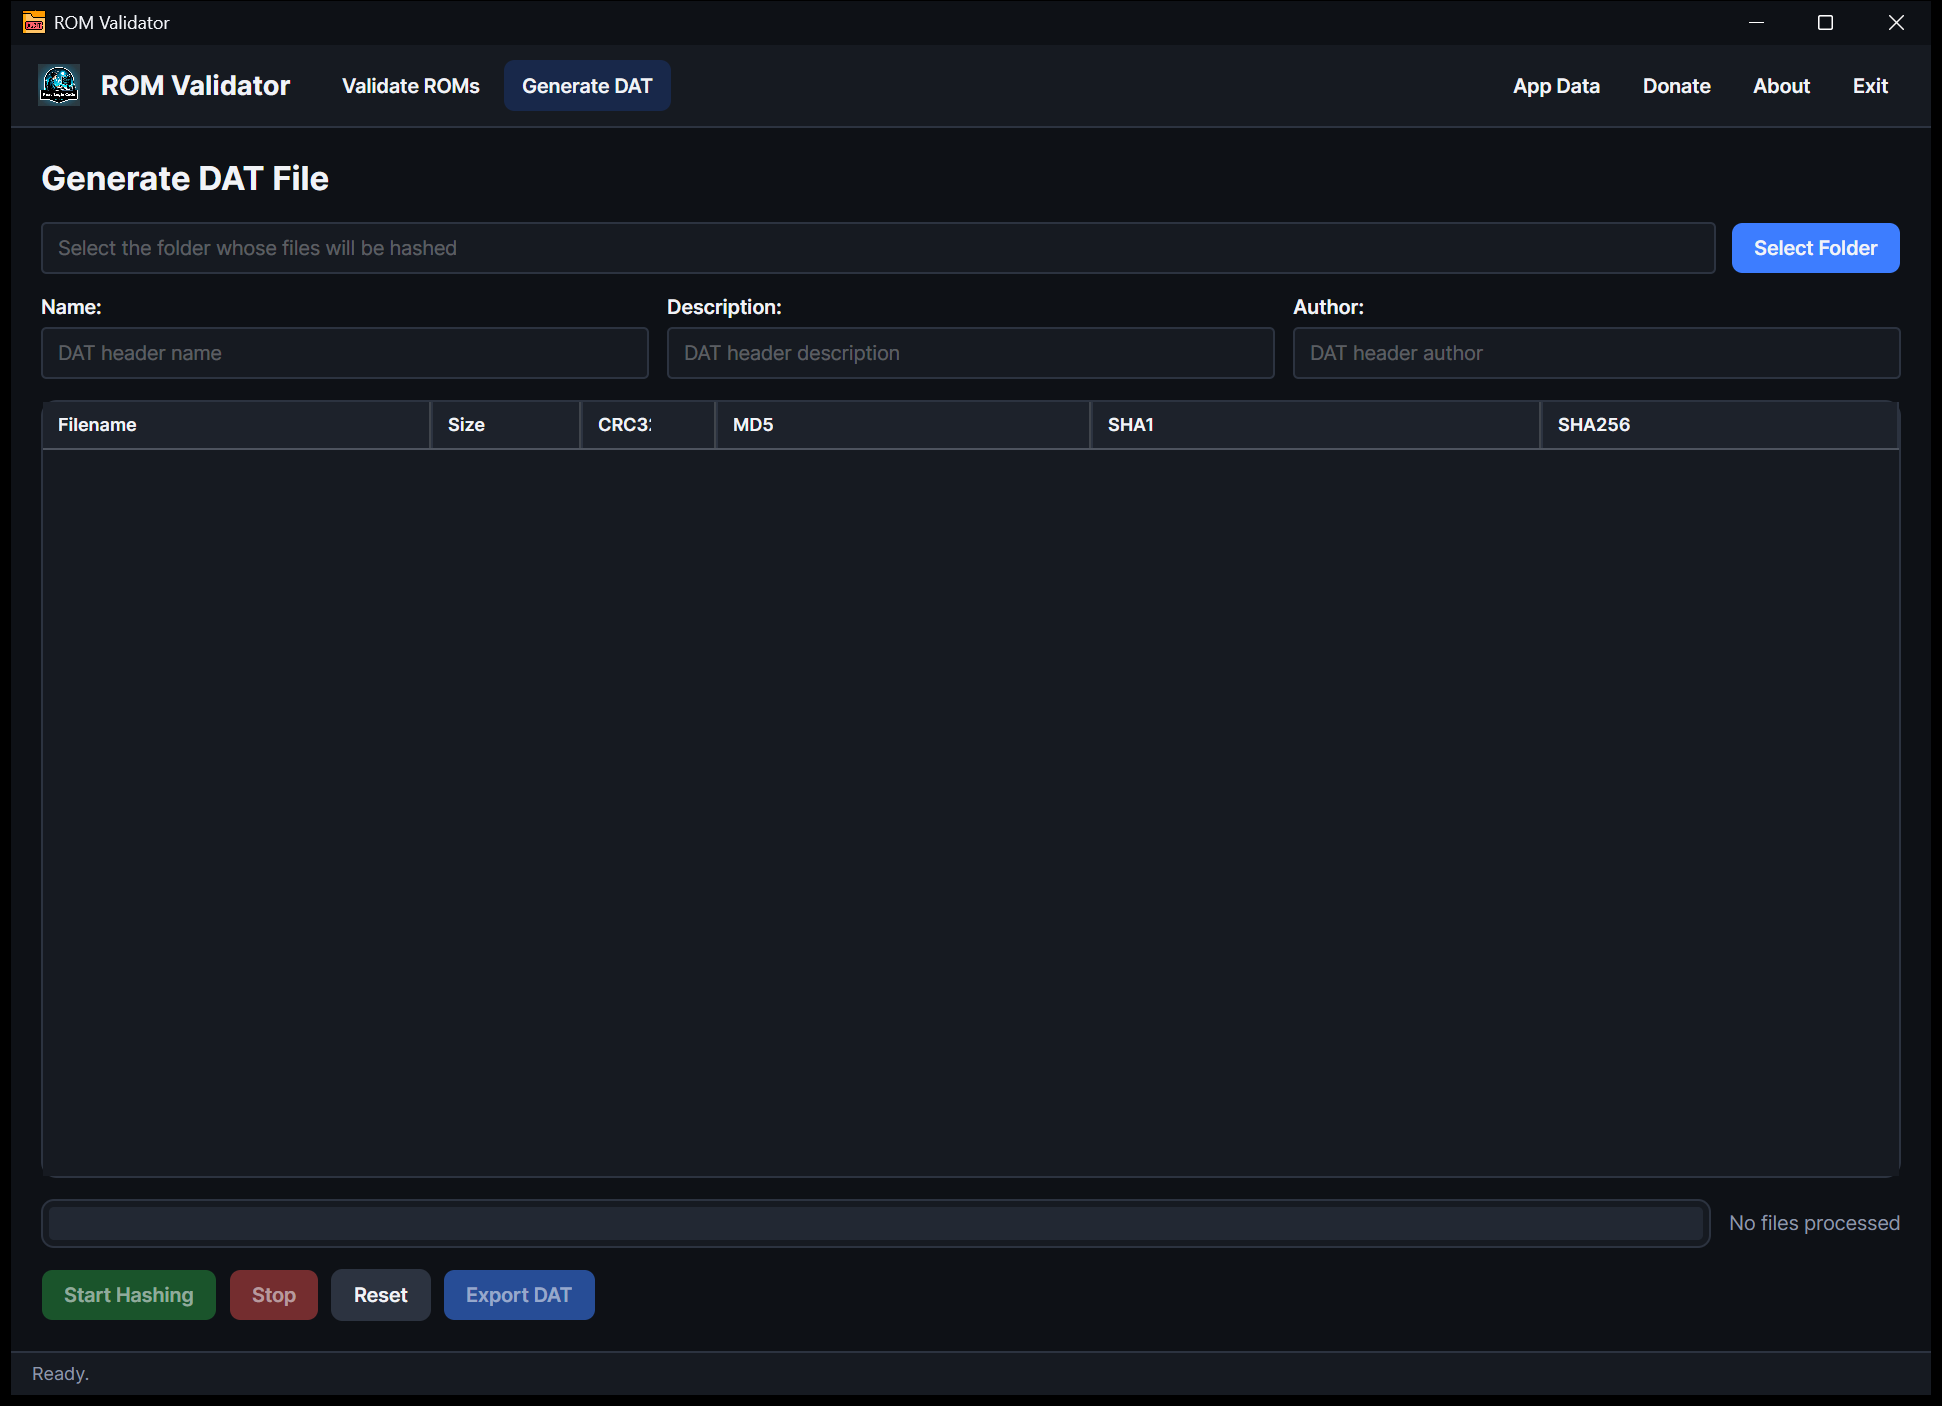 ROM Validator
ROM Validator
Validate ROMs
Generate DAT
App Data
Donate
About
Exit
Generate DAT File
Select the folder whose files will be hashed
Select Folder
Name:
Description:
Author:
DAT header name
DAT header description
DAT header author
Filename
Size
CRC3
MD5
SHA1
SHA256
No files processed
Start Hashing
Stop
Reset
Export DAT
Ready.